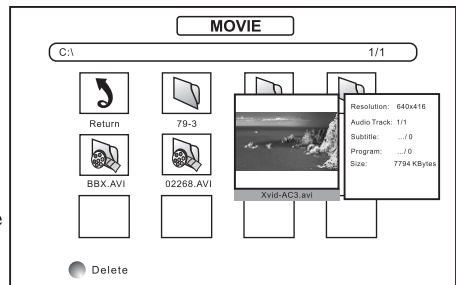 MOVIE
C:\ 1/1
Return
79-3
BBX.AVI
02268.AVI
Xvid-AC3.avi
Resolution: 640x416
Audio Track: 1/1
Subtitle: .../ 0
Program: .../ 0
Size: 7794 KBytes
e
Delete